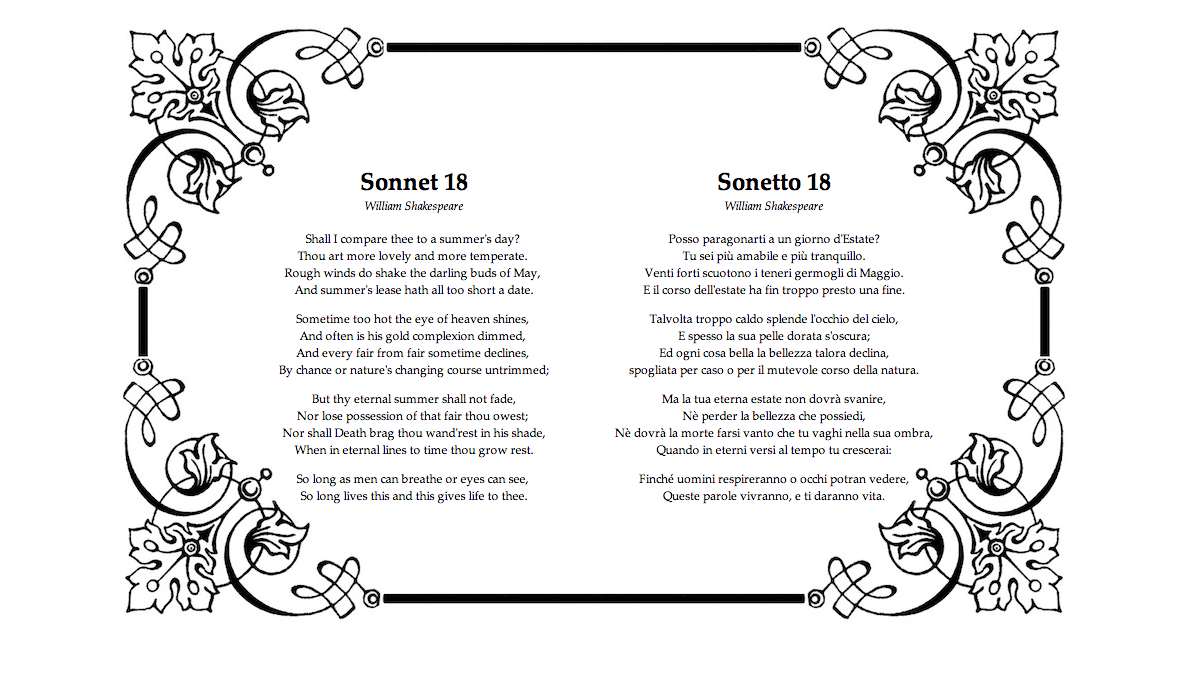 Sonnet 18
William Shakespeare
Shall I compare thee to a summer's day?
Thou art more lovely and more temperate.
Rough winds do shake the darling buds of May,
And summer's lease hath all too short a date.
Sometime too hot the eye of heaven shines,
And often is his gold complexion dimmed,
And every fair from fair sometime declines,
By chance or nature's changing course untrimmed;
But thy eternal summer shall not fade,
Nor lose possession of that fair thou owest;
Nor shall Death brag thou wand'rest in his shade,
When in eternal lines to time thou grow rest.
So long as men can breathe or eyes can see,
So long lives this and this gives life to thee.
Sonetto 18
William Shakespeare
Posso paragonarti a un giorno d'Estate?
Tu sei più amabile e più tranquillo.
Venti forti scuotono i teneri germogli di Maggio.
E il corso dell'estate ha fin troppo presto una fine.
Talvolta troppo caldo splende l'occhio del cielo,
E spesso la sua pelle dorata s'oscura;
Ed ogni cosa bella la bellezza talora declina,
spogliata per caso o per il mutevole corso della natura.
Ma la tua eterna estate non dovrà svanire,
Nè perder la bellezza che possiedi,
Nè dovrà la morte farsi vanto che tu vaghi nella sua ombra,
Quando in eterni versi al tempo tu crescerai:
Finché uomini respireranno o occhi potran vedere,
Queste parole vivranno, e ti daranno vita.